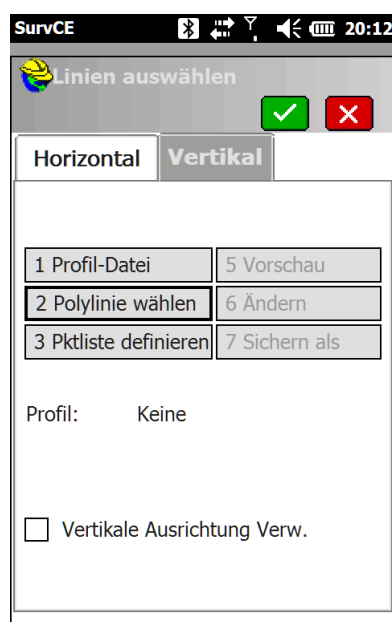 SurvCE 20:12
Linien auswählen
Horizontal Vertikal
1 Profil-Datei 5 Vorschau
2 Polylinie wählen 6 Ändern
3 Pktliste definieren 7 Sichern als
Profil: Keine
Vertikale Ausrichtung Verw.